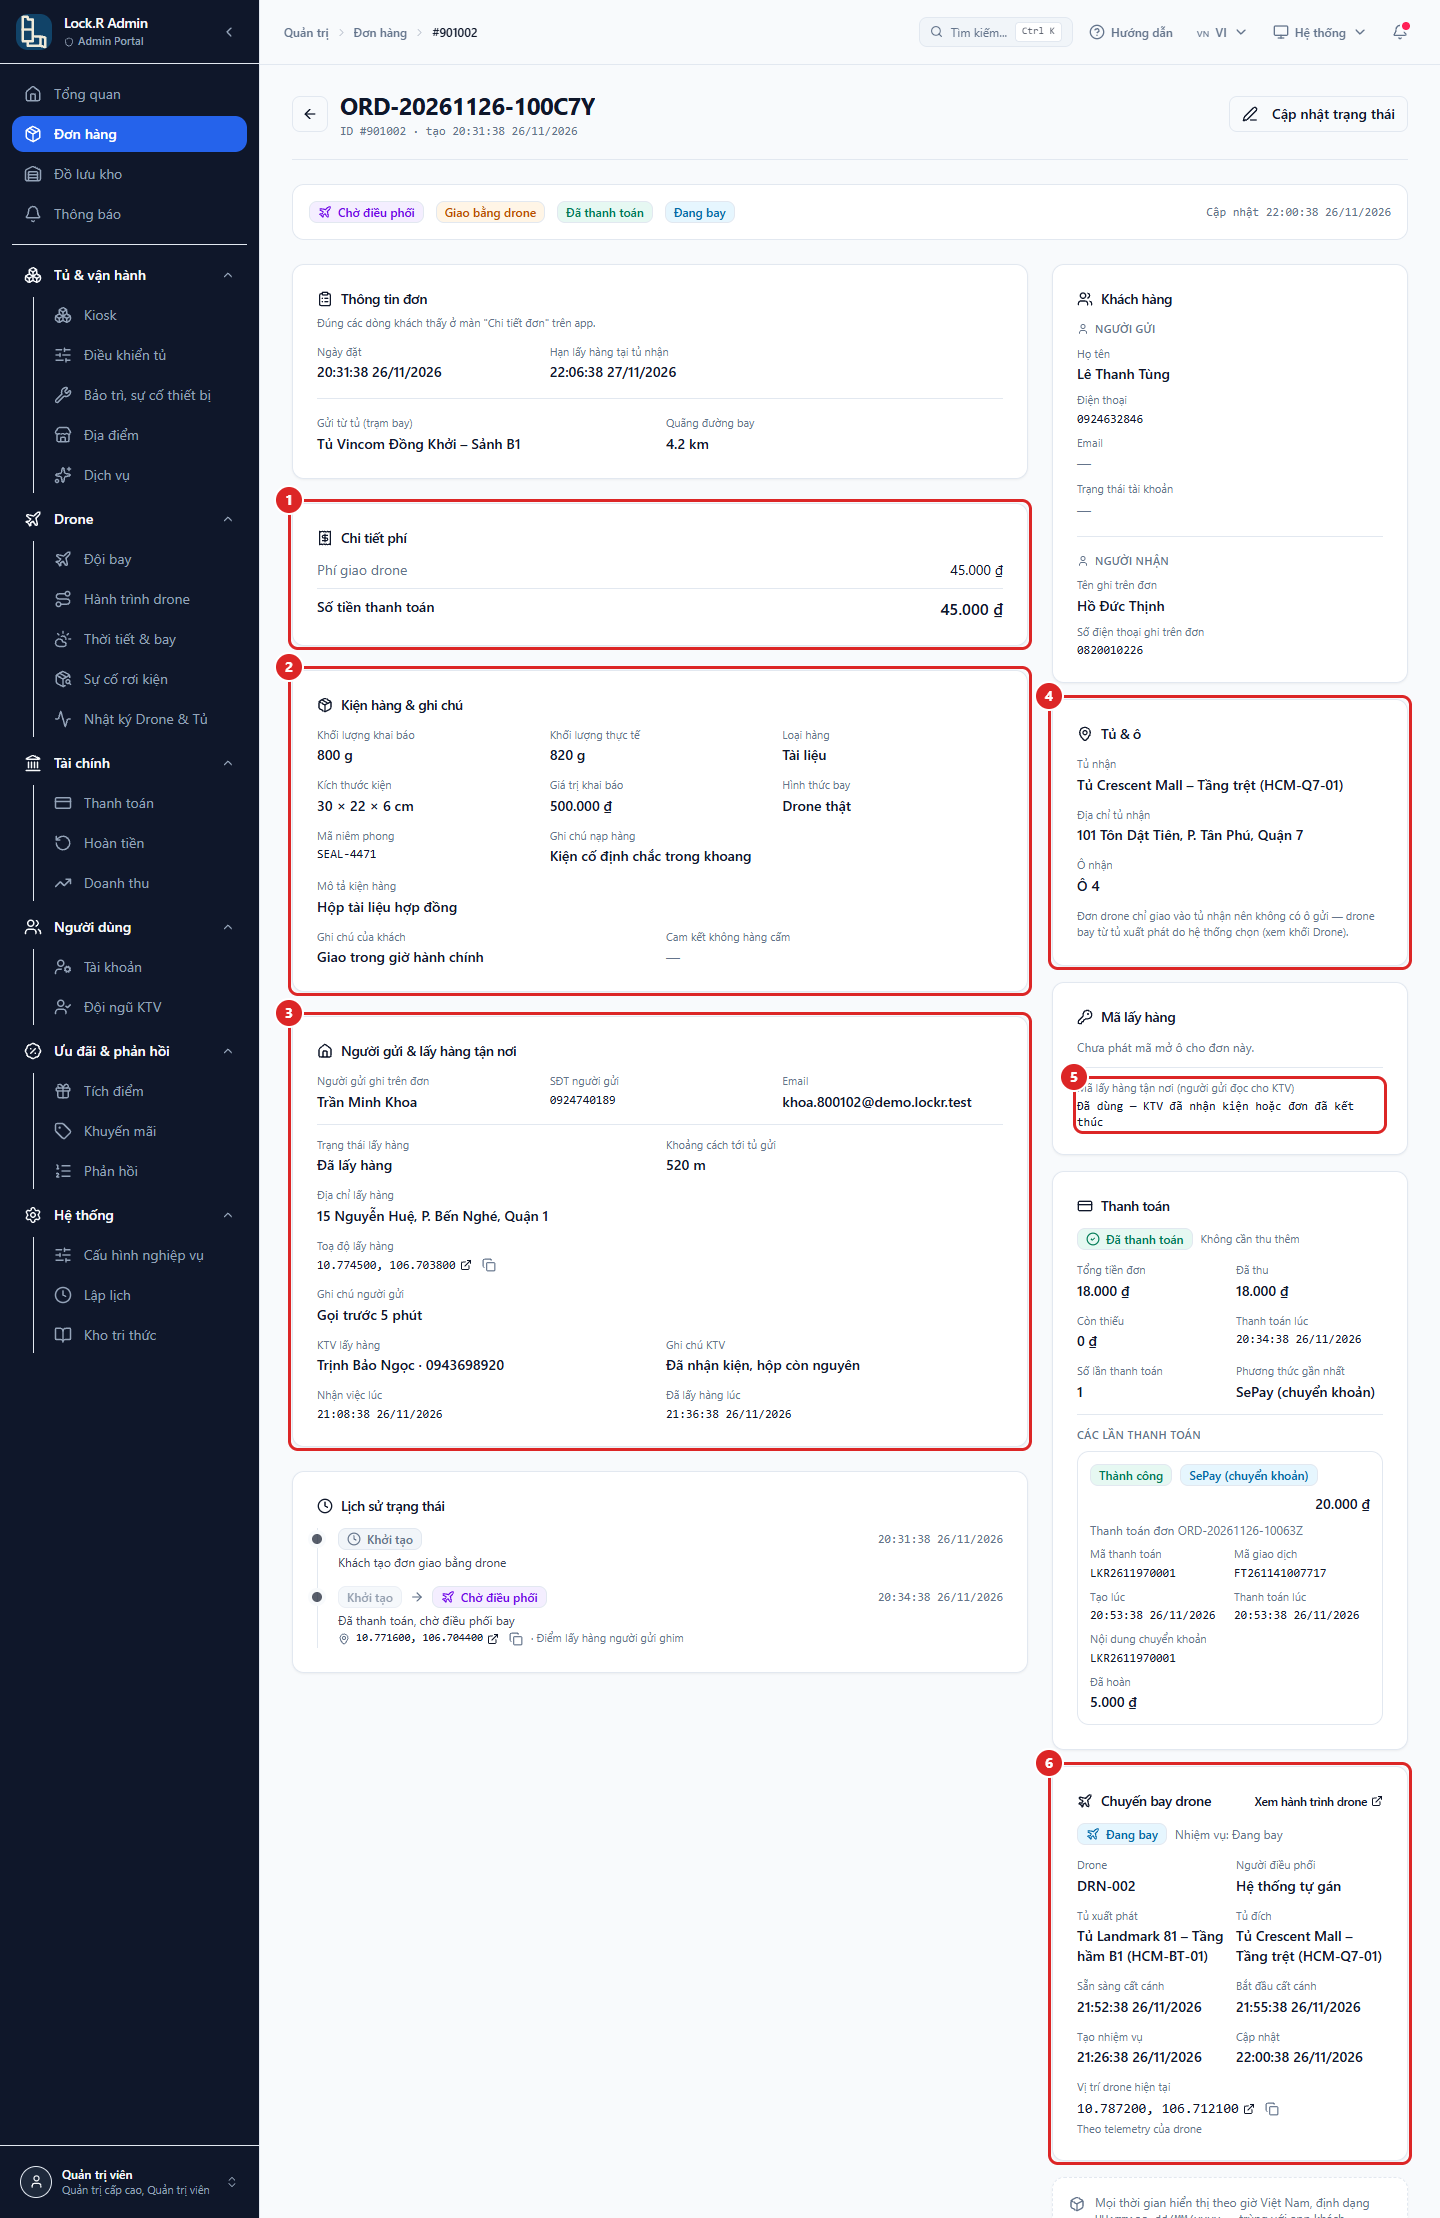 Lock.R Admin
Admin Portal
Tổng quan
Đơn hàng
Đồ lưu kho
Thông báo
Tủ & vận hành
Kiosk
Điều khiển tủ
Bảo trì, sự cố thiết bị
Địa điểm
Dịch vụ
Drone
Đội bay
Hành trình drone
Thời tiết & bay
Sự cố rơi kiện
Nhật ký Drone & Tủ
Tài chính
Thanh toán
Hoàn tiền
Doanh thu
Người dùng
Tài khoản
Đội ngũ KTV
Ưu đãi & phản hồi
Tích điểm
Khuyến mãi
Phản hồi
Hệ thống
Cấu hình nghiệp vụ
Lập lịch
Kho tri thức
Quản trị viên
Quản trị cấp cao, Quản trị viên
Quản trị > Đơn hàng > #901002
Tìm kiếm... Ctrl K
Hướng dẫn
VN VI
Hệ thống
ORD-20261126-100C7Y
ID #901002 · tạo 20:31:38 26/11/2026
Cập nhật trạng thái
Chờ điều phối Giao bằng drone Đã thanh toán Đang bay
Cập nhật 22:00:38 26/11/2026
Thông tin đơn
Đúng các dòng khách thấy ở màn "Chi tiết đơn" trên app.
Ngày đặt Hạn lấy hàng tại tủ nhận
20:31:38 26/11/2026 22:06:38 27/11/2026
Gửi từ tủ (trạm bay) Quãng đường bay
Tủ Vincom Đồng Khởi – Sảnh B1 4.2 km
1
Chi tiết phí
Phí giao drone 45.000 ₫
Số tiền thanh toán 45.000 ₫
2
Kiện hàng & ghi chú
Khối lượng khai báo Khối lượng thực tế Loại hàng
800 g 820 g Tài liệu
Kích thước kiện Giá trị khai báo Hình thức bay
30 × 22 × 6 cm 500.000 ₫ Drone thật
Mã niêm phong Ghi chú nạp hàng
SEAL-4471 Kiện cố định chắc trong khoang
Mô tả kiện hàng
Hộp tài liệu hợp đồng
Ghi chú của khách Cam kết không hàng cấm
Giao trong giờ hành chính —
3
Người gửi & lấy hàng tận nơi
Người gửi ghi trên đơn SĐT người gửi Email
Trần Minh Khoa 0924740189 khoa.800102@demo.lockr.test
Trạng thái lấy hàng Khoảng cách tới tủ gửi
Đã lấy hàng 520 m
Địa chỉ lấy hàng
15 Nguyễn Huệ, P. Bến Nghé, Quận 1
Toạ độ lấy hàng
10.774500, 106.703800
Ghi chú người gửi
Gọi trước 5 phút
KTV lấy hàng Ghi chú KTV
Trịnh Bảo Ngọc · 0943698920 Đã nhận kiện, hộp còn nguyên
Nhận việc lúc Đã lấy hàng lúc
21:08:38 26/11/2026 21:36:38 26/11/2026
Lịch sử trạng thái
Khởi tạo 20:31:38 26/11/2026
Khách tạo đơn giao bằng drone
Khởi tạo → Chờ điều phối 20:34:38 26/11/2026
Đã thanh toán, chờ điều phối bay
10.771600, 106.704400 · Điểm lấy hàng người gửi ghim
Khách hàng
NGƯỜI GỬI
Họ tên
Lê Thanh Tùng
Điện thoại
0924632846
Email
—
Trạng thái tài khoản
—
NGƯỜI NHẬN
Tên ghi trên đơn
Hồ Đức Thịnh
Số điện thoại ghi trên đơn
0820010226
4
Tủ & ô
Tủ nhận
Tủ Crescent Mall – Tầng trệt (HCM-Q7-01)
Địa chỉ tủ nhận
101 Tôn Dật Tiên, P. Tân Phú, Quận 7
Ô nhận
Ô 4
Đơn drone chỉ giao vào tủ nhận nên không có ô gửi — drone
bay từ tủ xuất phát do hệ thống chọn (xem khối Drone).
Mã lấy hàng
Chưa phát mã mở ô cho đơn này.
5
Mã lấy hàng tận nơi (người gửi đọc cho KTV)
Đã dùng — KTV đã nhận kiện hoặc đơn đã kết
thúc
Thanh toán
Đã thanh toán Không cần thu thêm
Tổng tiền đơn Đã thu
18.000 ₫ 18.000 ₫
Còn thiếu Thanh toán lúc
0 ₫ 20:34:38 26/11/2026
Số lần thanh toán Phương thức gần nhất
1 SePay (chuyển khoản)
CÁC LẦN THANH TOÁN
Thành công SePay (chuyển khoản)
20.000 ₫
Thanh toán đơn ORD-20261126-10063Z
Mã thanh toán Mã giao dịch
LKR2611970001 FT261141007717
Tạo lúc Thanh toán lúc
20:53:38 26/11/2026 20:53:38 26/11/2026
Nội dung chuyển khoản
LKR2611970001
Đã hoàn
5.000 ₫
6
Chuyến bay drone Xem hành trình drone
Đang bay Nhiệm vụ: Đang bay
Drone Người điều phối
DRN-002 Hệ thống tự gán
Tủ xuất phát Tủ đích
Tủ Landmark 81 – Tầng Tủ Crescent Mall –
hầm B1 (HCM-BT-01) Tầng trệt (HCM-Q7-01)
Sẵn sàng cất cánh Bắt đầu cất cánh
21:52:38 26/11/2026 21:55:38 26/11/2026
Tạo nhiệm vụ Cập nhật
21:26:38 26/11/2026 22:00:38 26/11/2026
Vị trí drone hiện tại
10.787200, 106.712100
Theo telemetry của drone
Mọi thời gian hiển thị theo giờ Việt Nam, định dạng